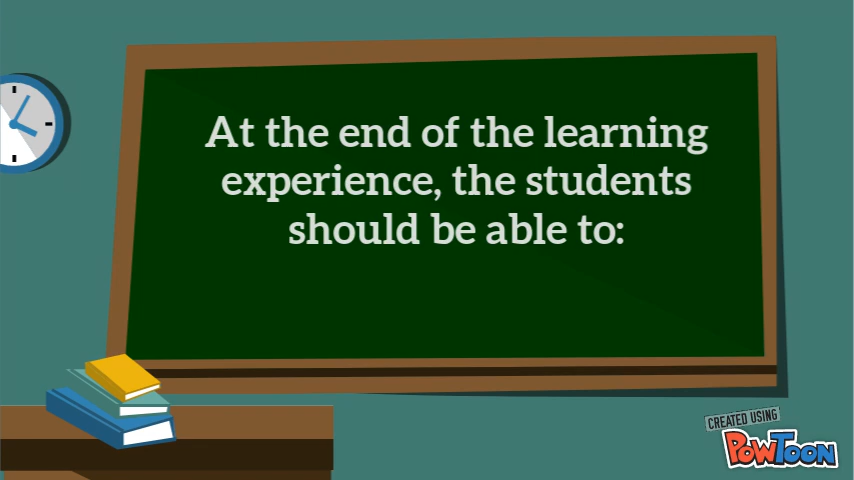 At the end of the learning
experience, the students
should be able to:
CREATED USING
POWTOON